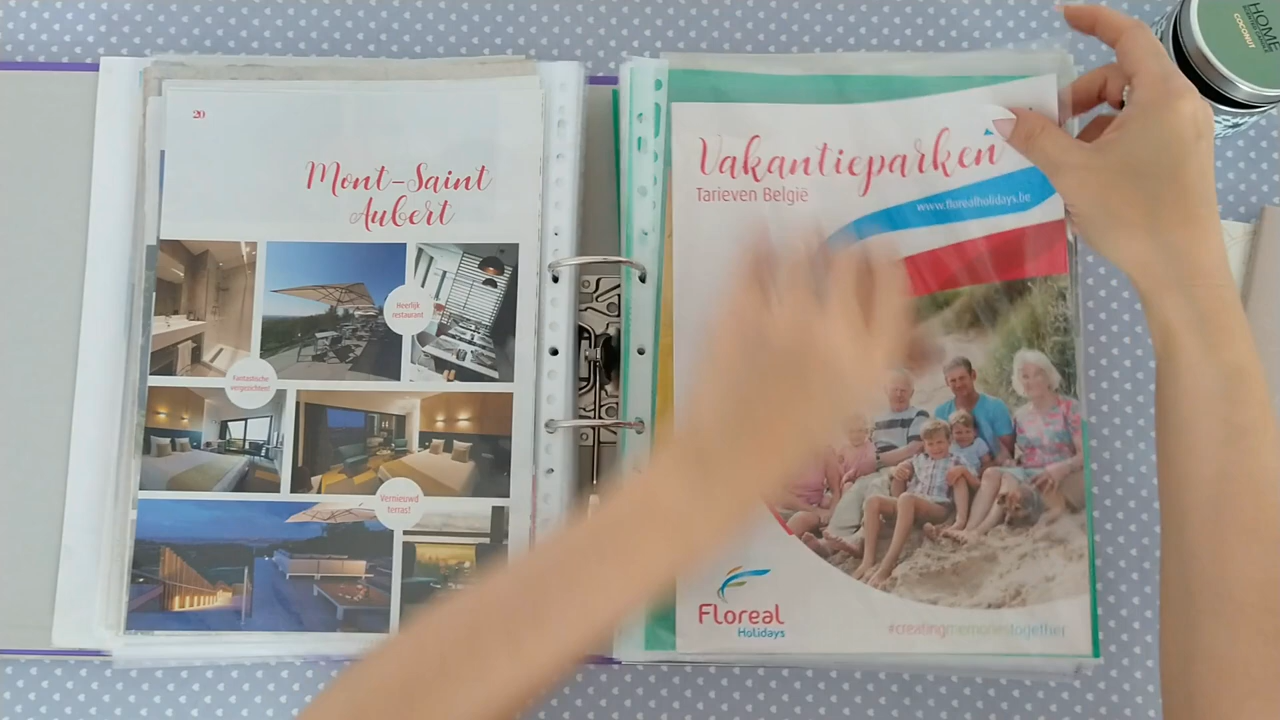 20
Mont-Saint
Aubert
Heerlijk
restaurant
Fantastische
vergezichten!
Vernieuwd
terras!
Vakantieparken
Tarieven België
www.florealholidays.be
Floreal
Holidays
#creatingmemoriestogether
HOME
COCONUT